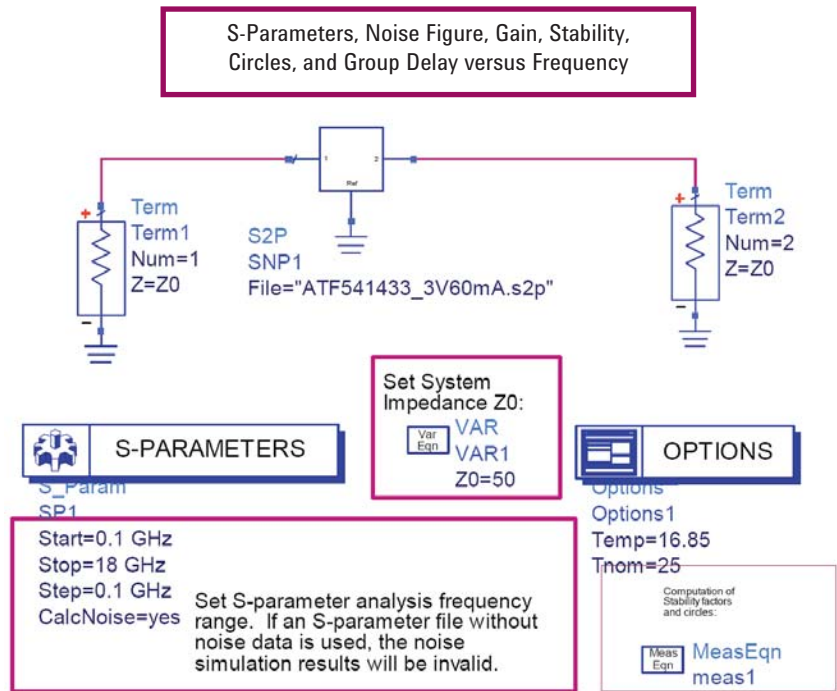 S-Parameters, Noise Figure, Gain, Stability,
Circles, and Group Delay versus Frequency
1
2
Ref
+
Term
Term1
Num=1
Z=Z0
-
S2P
SNP1
File="ATF541433_3V60mA.s2p"
+
Term
Term2
Num=2
Z=Z0
-
S-PARAMETERS
S_Param
SP1
Start=0.1 GHz
Stop=18 GHz
Step=0.1 GHz
CalcNoise=yes
Set S-parameter analysis frequency
range. If an S-parameter file without
noise data is used, the noise
simulation results will be invalid.
Set System
Impedance Z0:
Var
Eqn
VAR
VAR1
Z0=50
OPTIONS
Options
Options1
Temp=16.85
Tnom=25
Computation of
Stability factors
and circles:
Meas
Eqn
MeasEqn
meas1